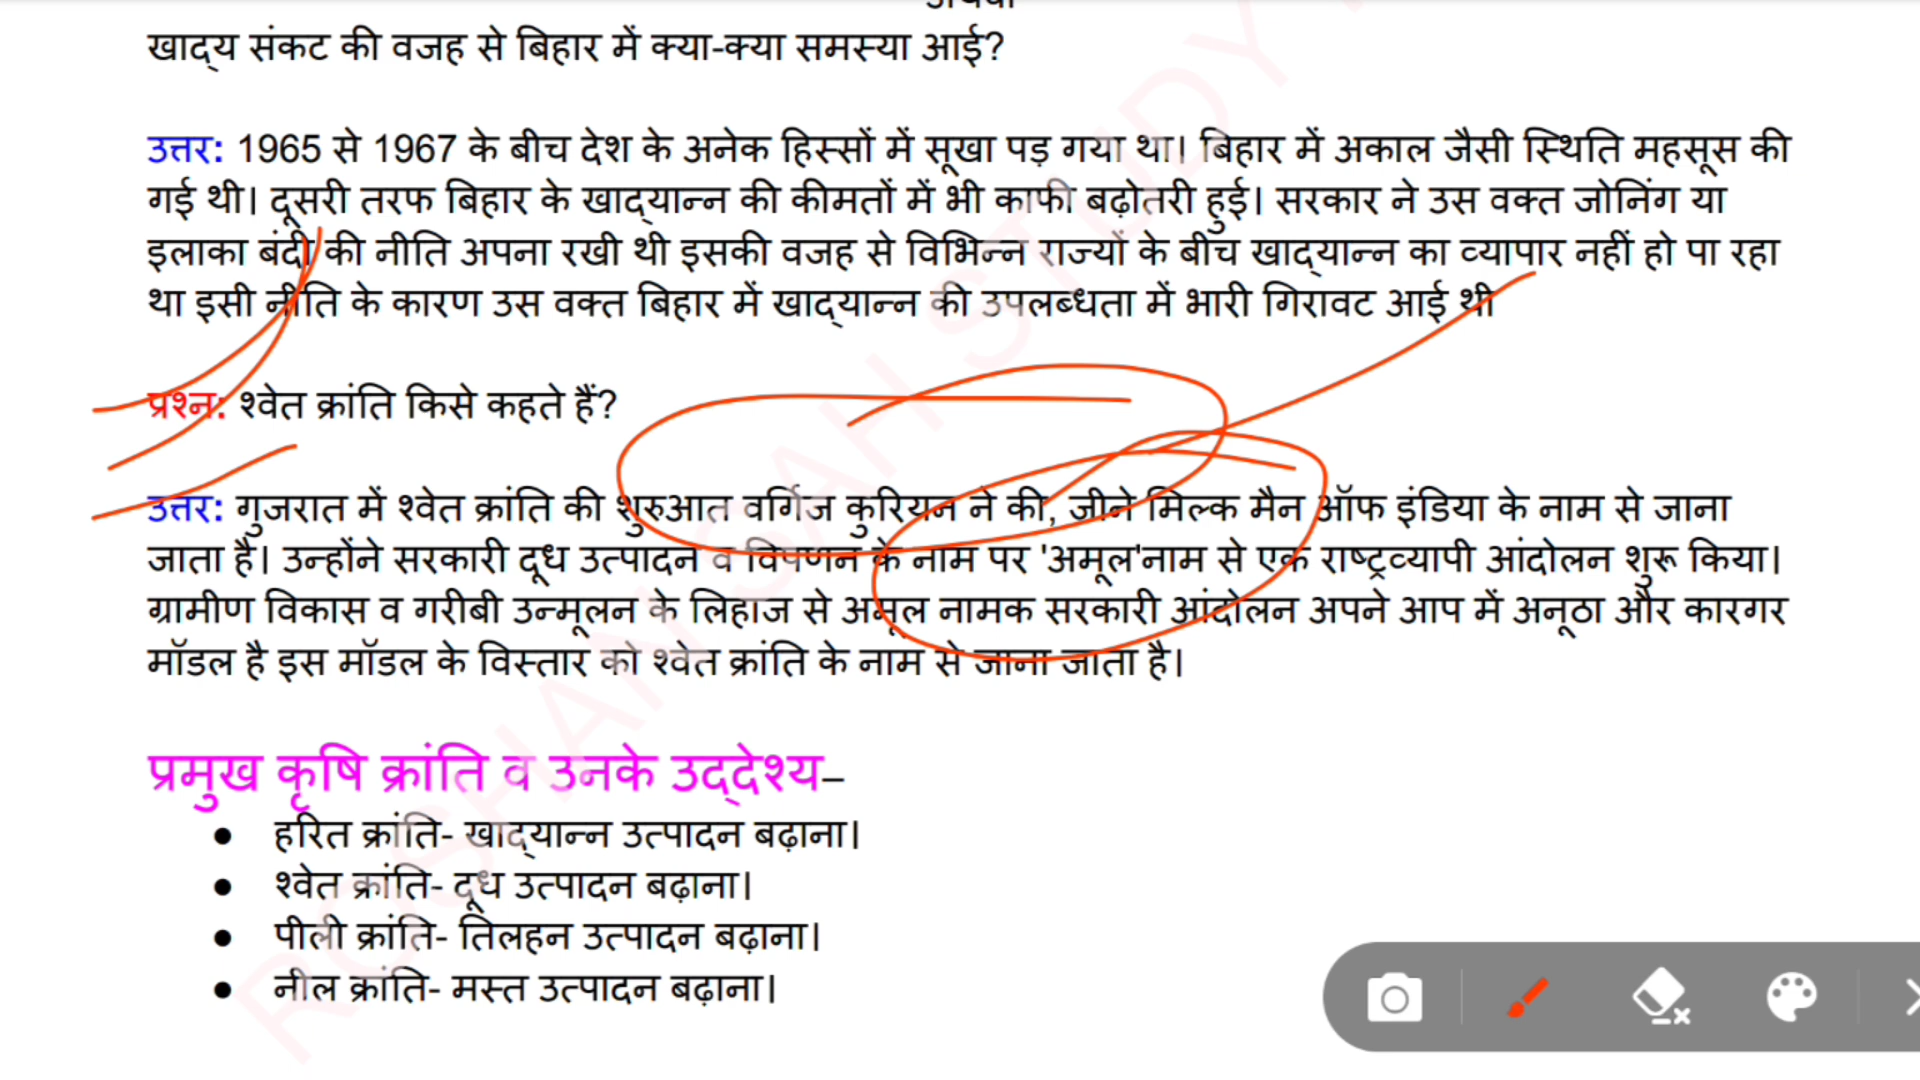 खाद्य संकट की वजह से बिहार में क्या-क्या समस्या आई?
उत्तर: 1965 से 1967 के बीच देश के अनेक हिस्सों में सूखा पड़ गया था। बिहार में अकाल जैसी स्थिति महसूस की
गई थी। दूसरी तरफ बिहार के खाद्यान्न की कीमतों में भी काफी बढ़ोतरी हुई। सरकार ने उस वक्त जोनिंग या
इलाका बंदी की नीति अपना रखी थी इसकी वजह से विभिन्न राज्यों के बीच खाद्यान्न का व्यापार नहीं हो पा रहा
था इसी नीति के कारण उस वक्त बिहार में खाद्यान्न की उपलब्धता में भारी गिरावट आई थी
प्रश्न: श्वेत क्रांति किसे कहते हैं?
उत्तर: गुजरात में श्वेत क्रांति की शुरुआत वर्गिज कुरियन ने की, जीने मिल्क मैन ऑफ इंडिया के नाम से जाना
जाता है। उन्होंने सरकारी दूध उत्पादन व विपणन के नाम पर 'अमूल'नाम से एक राष्ट्रव्यापी आंदोलन शुरू किया।
ग्रामीण विकास व गरीबी उन्मूलन के लिहाज से अमूल नामक सरकारी आंदोलन अपने आप में अनूठा और कारगर
मॉडल है इस मॉडल के विस्तार को श्वेत क्रांति के नाम से जाना जाता है।
प्रमुख कृषि क्रांति व उनके उद्देश्य–
● हरित क्रांति- खाद्यान्न उत्पादन बढ़ाना।
● श्वेत क्रांति- दूध उत्पादन बढ़ाना।
● पीली क्रांति- तिलहन उत्पादन बढ़ाना।
● नील क्रांति- मस्त उत्पादन बढ़ाना।
ROSHAN SAH STUDY